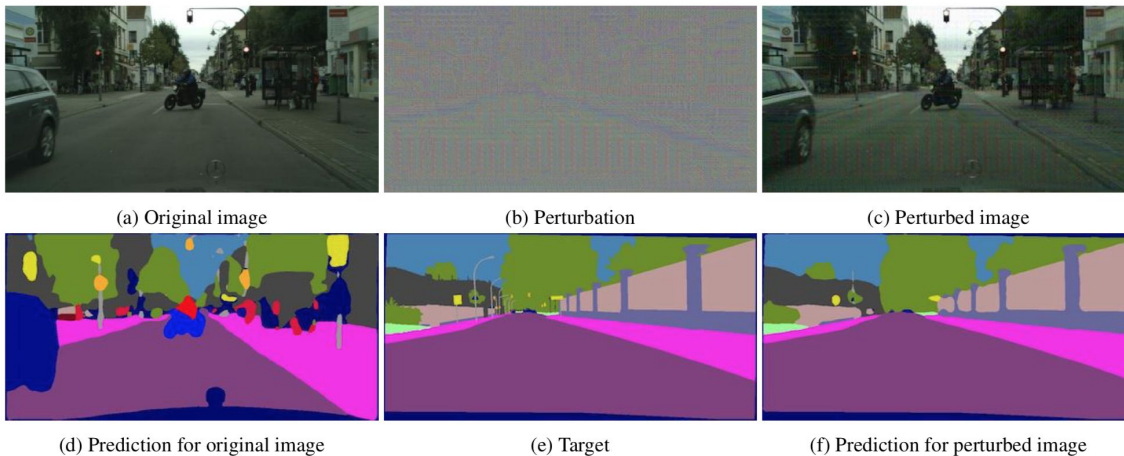 (a) Original image
(b) Perturbation
(c) Perturbed image
(d) Prediction for original image
(e) Target
(f) Prediction for perturbed image